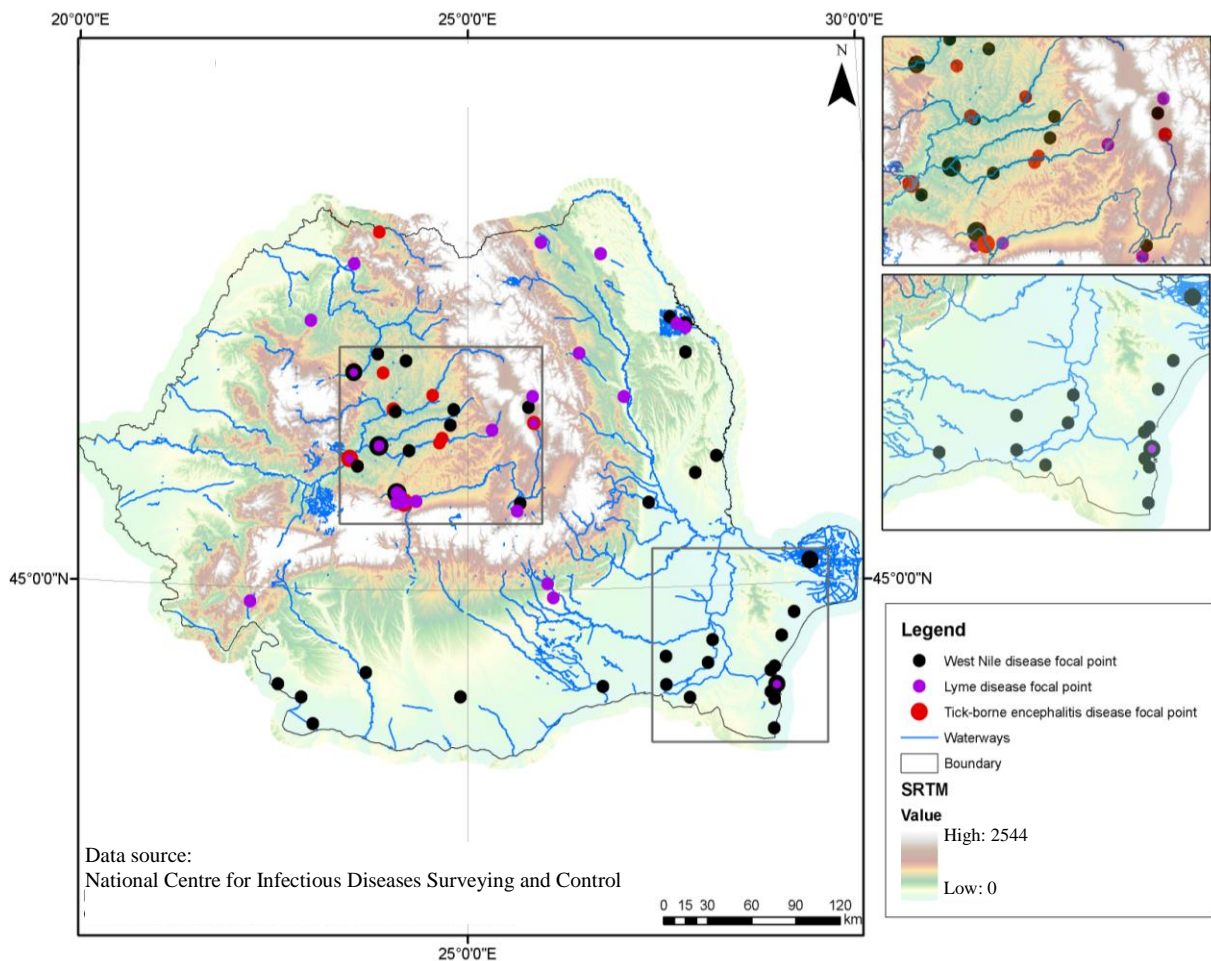 20°0'0"E
25°0'0"E
30°0'0"E
N
45°0'0"N
45°0'0"N
Legend
West Nile disease focal point
Lyme disease focal point
Tick-borne encephalitis disease focal point
Waterways
Boundary
SRTM
Value
High: 2544
Low: 0
Data source:
National Centre for Infectious Diseases Surveying and Control
0 15 30 60 90 120
km
25°0'0"E